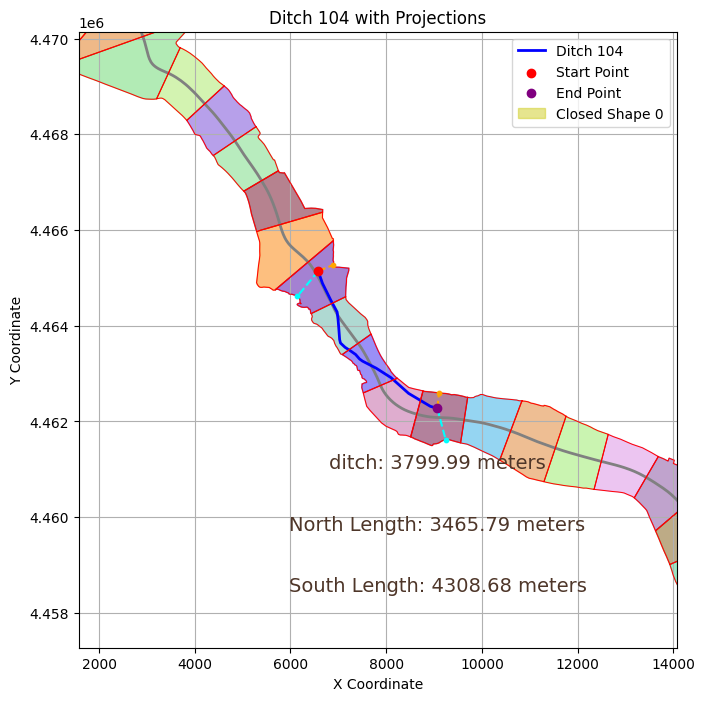 Ditch 104 with Projections
1e6
Ditch 104
Start Point
End Point
Closed Shape 0
4.470
4.468
4.466
4.464
4.462
4.460
4.458
Y Coordinate
ditch: 3799.99 meters
North Length: 3465.79 meters
South Length: 4308.68 meters
2000 4000 6000 8000 10000 12000 14000
X Coordinate